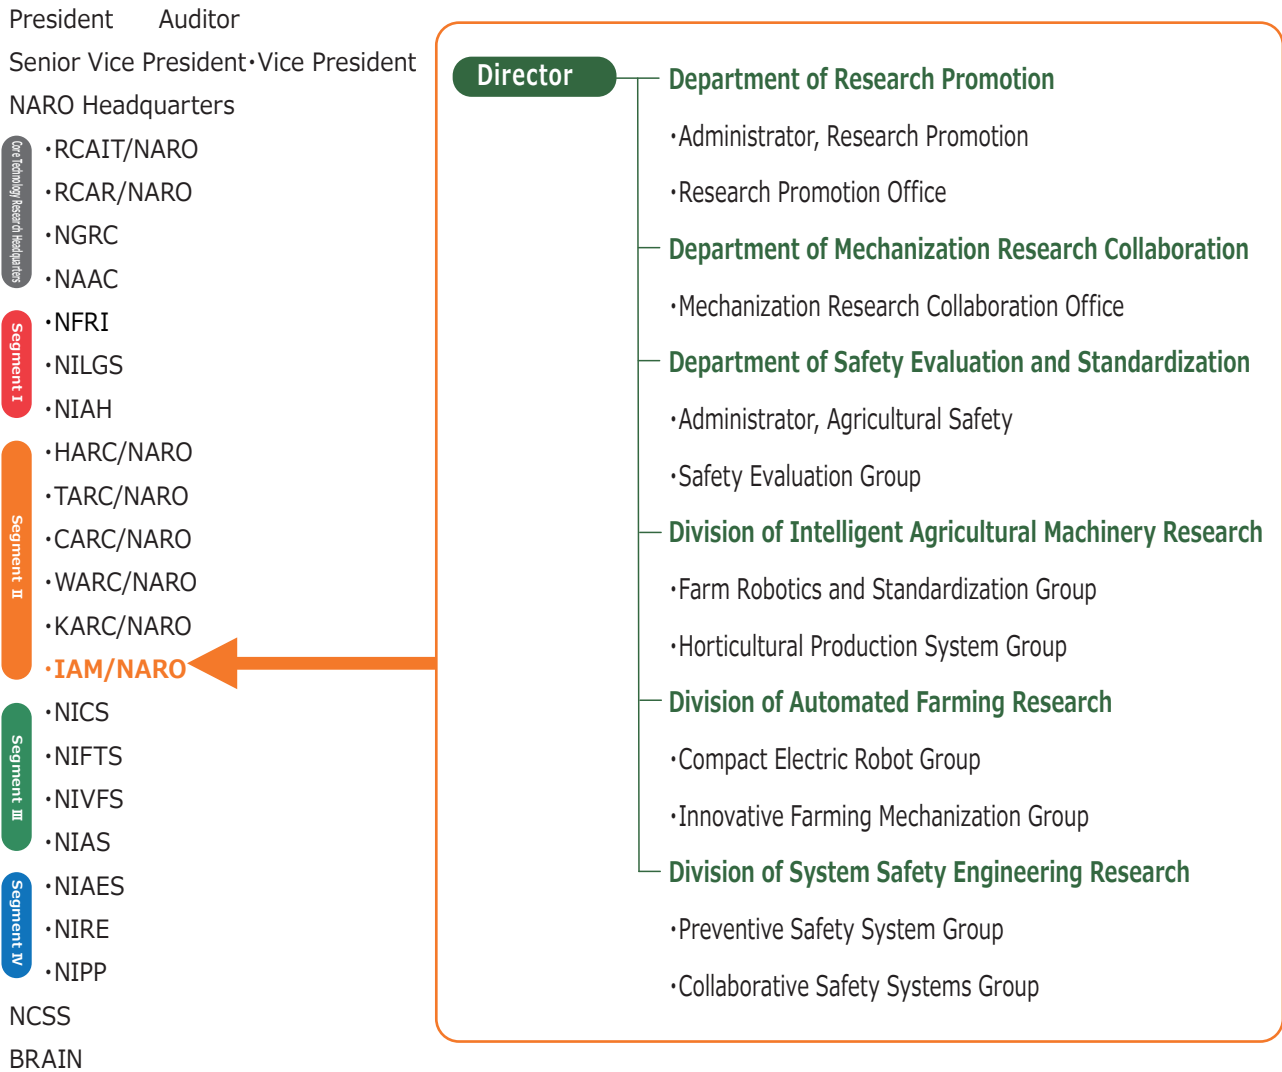 President Auditor
Senior Vice President・Vice President
NARO Headquarters
Core Technology Research Headquarters
・RCAIT/NARO
・RCAR/NARO
・NGRC
・NAAC
Segment Ⅰ
・NFRI
・NILGS
・NIAH
Segment Ⅱ
・HARC/NARO
・TARC/NARO
・CARC/NARO
・WARC/NARO
・KARC/NARO
・IAM/NARO
Segment Ⅲ
・NICS
・NIFTS
・NIVFS
・NIAS
Segment Ⅳ
・NIAES
・NIRE
・NIPP
NCSS
BRAIN
Director
Department of Research Promotion
・Administrator, Research Promotion
・Research Promotion Office
Department of Mechanization Research Collaboration
・Mechanization Research Collaboration Office
Department of Safety Evaluation and Standardization
・Administrator, Agricultural Safety
・Safety Evaluation Group
Division of Intelligent Agricultural Machinery Research
・Farm Robotics and Standardization Group
・Horticultural Production System Group
Division of Automated Farming Research
・Compact Electric Robot Group
・Innovative Farming Mechanization Group
Division of System Safety Engineering Research
・Preventive Safety System Group
・Collaborative Safety Systems Group